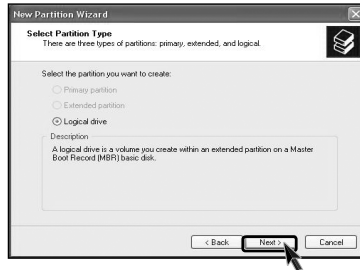 New Partition Wizard
Select Partition Type
There are three types of partitions: primary, extended, and logical.
Select the partition you want to create:
Primary partition
Extended partition
Logical drive
Description
A logical drive is a volume you create within an extended partition on a Master
Boot Record (MBR) basic disk.
< Back Next > Cancel